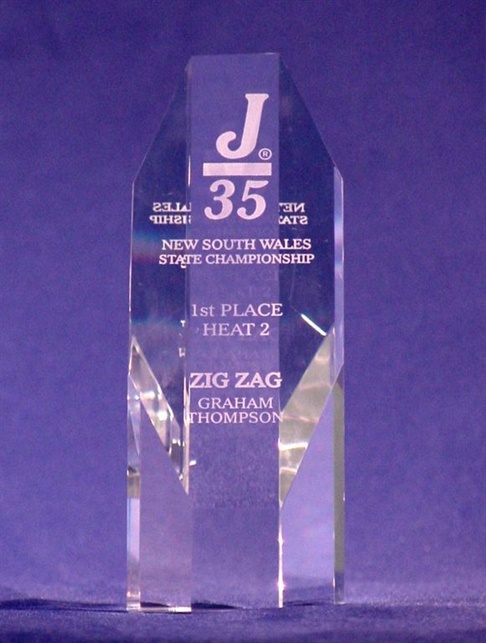 J®
35
NEW SOUTH WALES
STATE CHAMPIONSHIP
1st PLACE
HEAT 2
ZIG ZAG
GRAHAM
THOMPSON